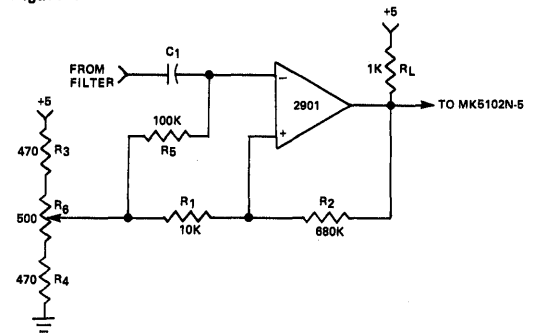 +5
C1
1K RL
FROM
FILTER
−
2901
TO MK5102N-5
+5
100K
+
R5
470 R3
R6
500
R1
R2
10K
680K
470 R4